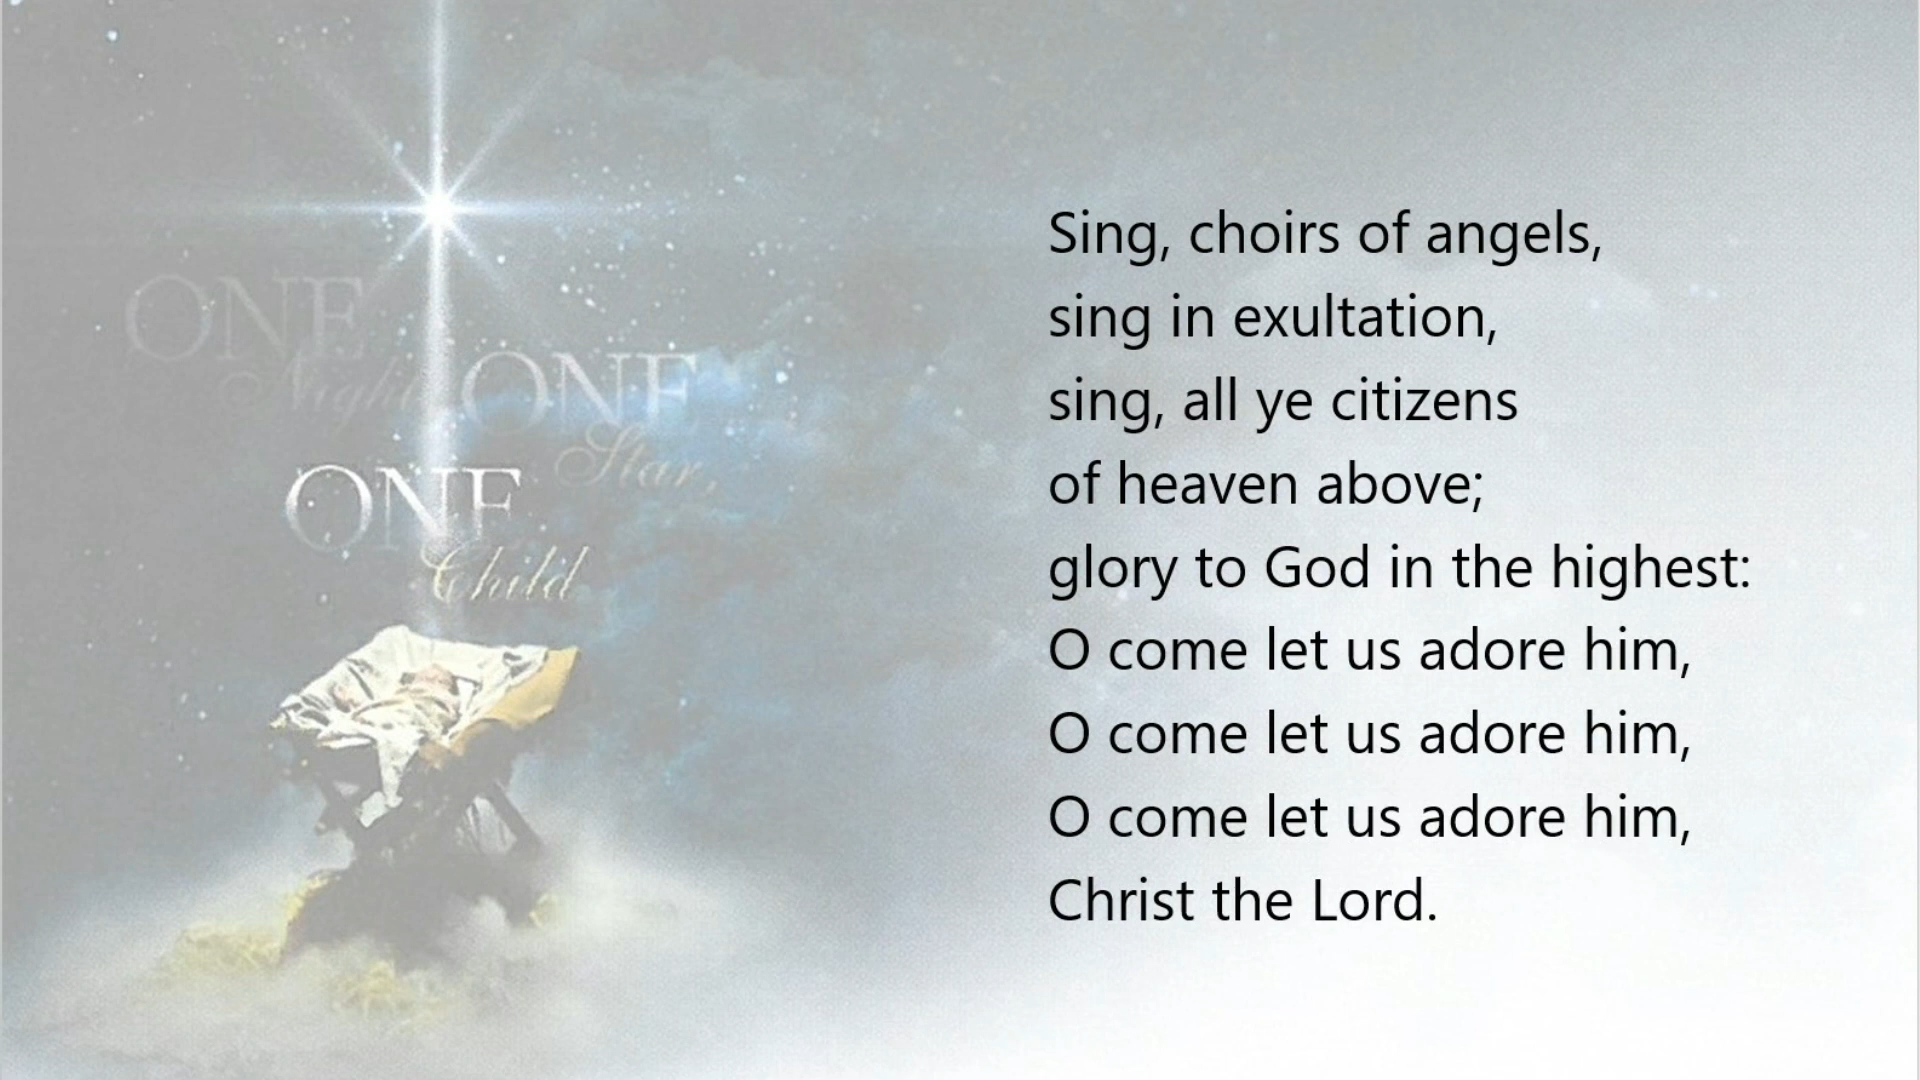 ONE
Night
ONE
Star,
ONE
Child
Sing, choirs of angels,
sing in exultation,
sing, all ye citizens
of heaven above;
glory to God in the highest:
O come let us adore him,
O come let us adore him,
O come let us adore him,
Christ the Lord.